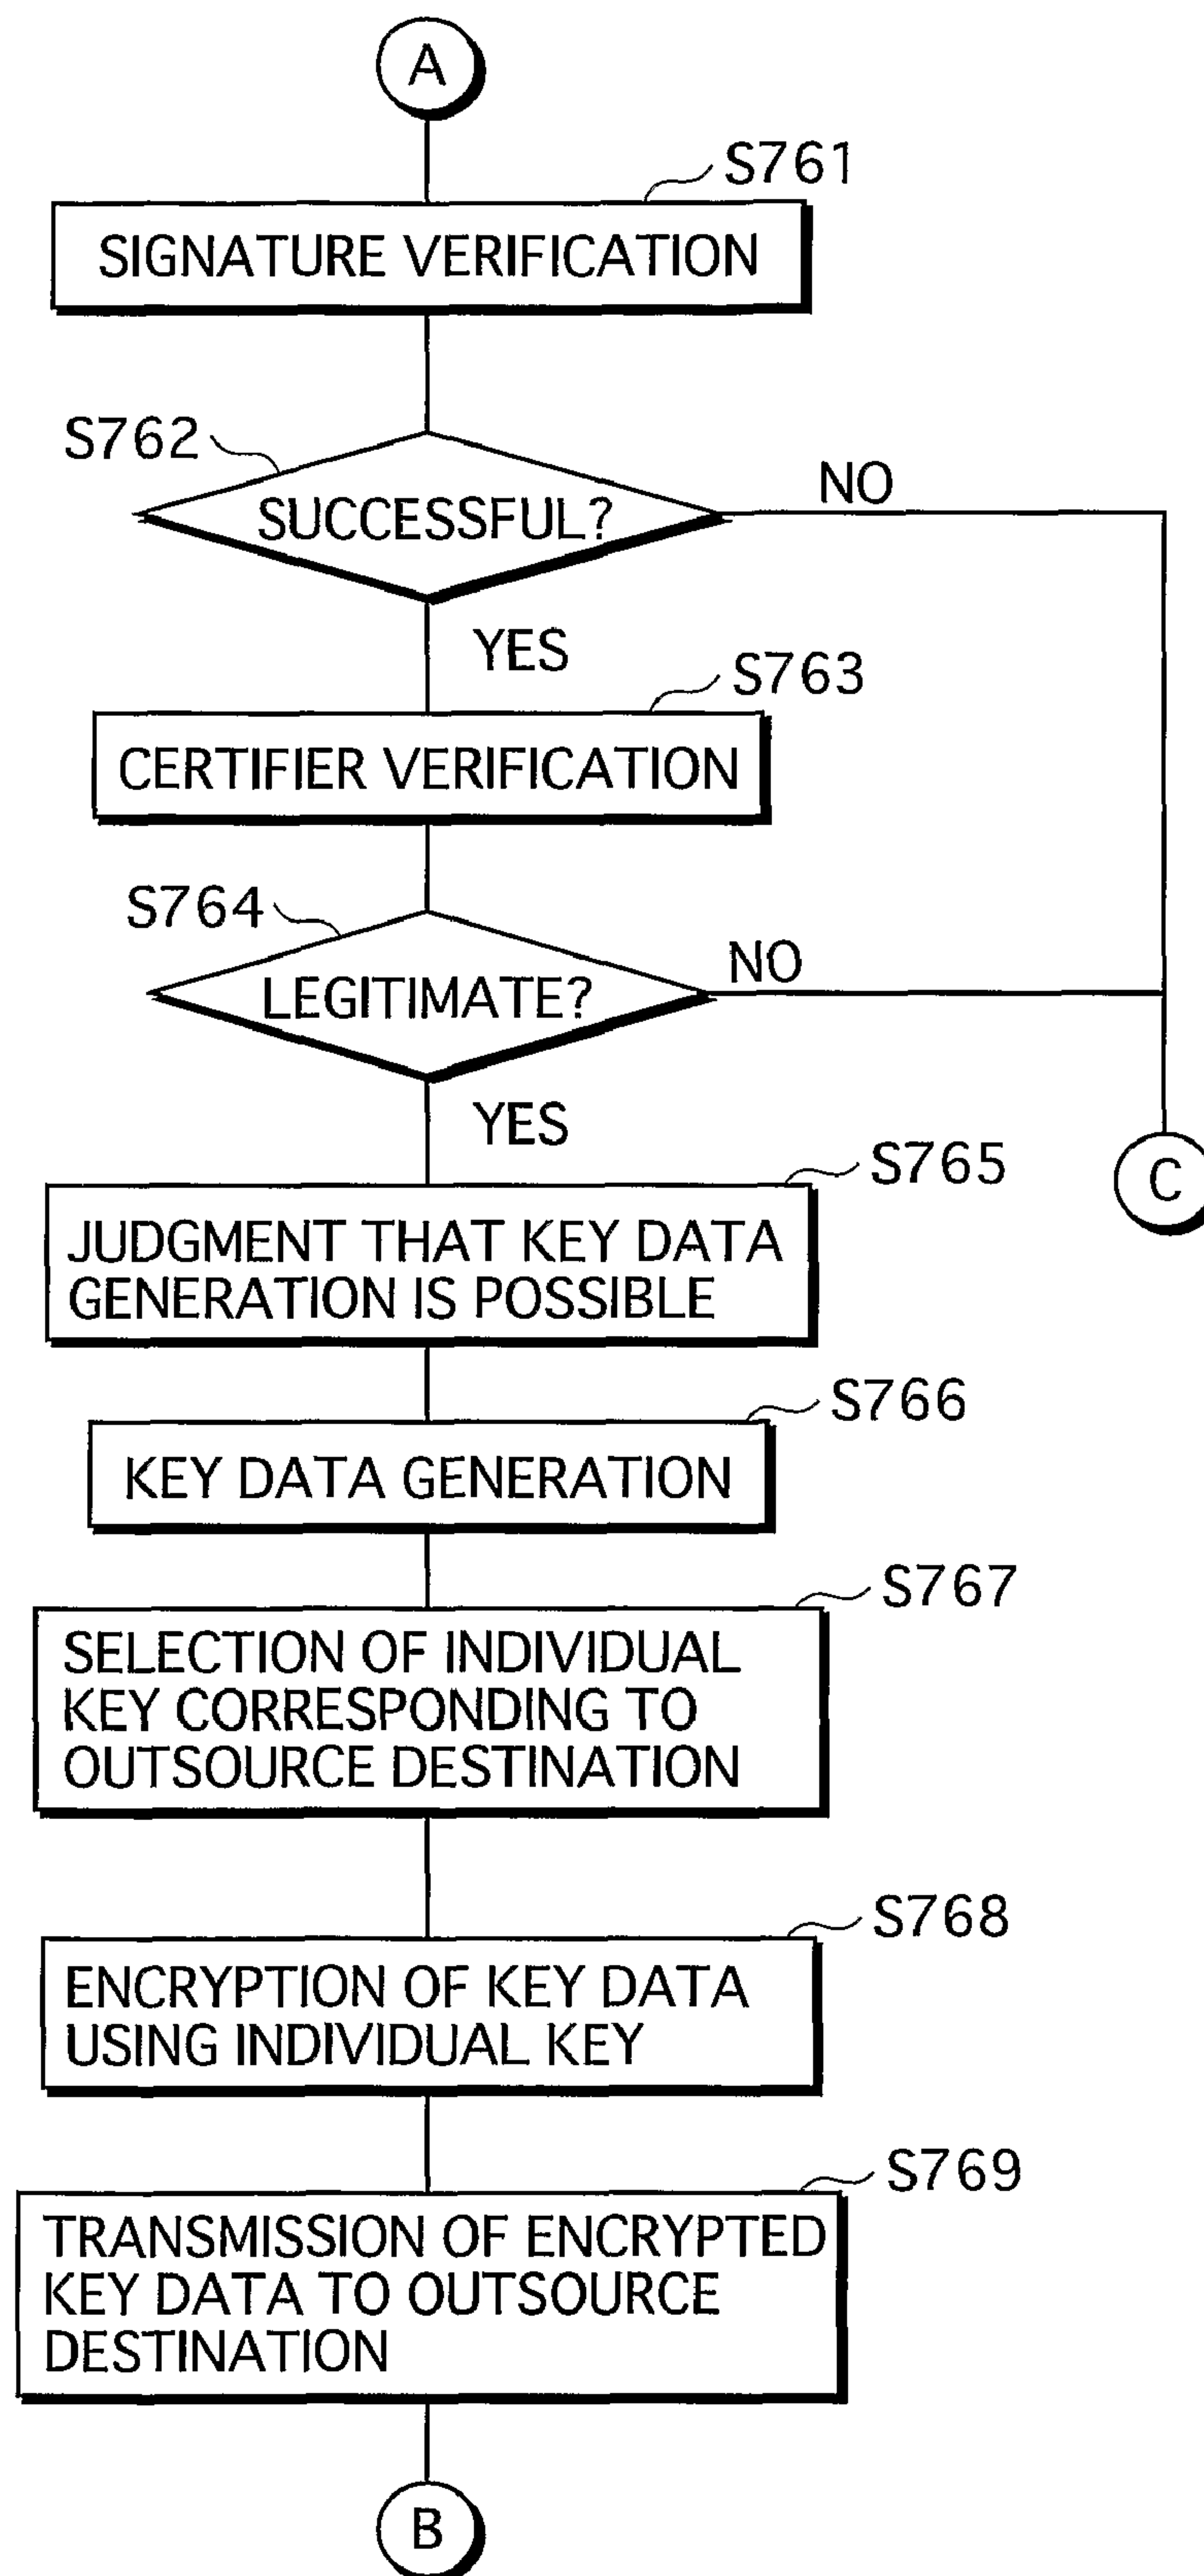 A
S761
SIGNATURE VERIFICATION
S762
SUCCESSFUL?
NO
YES
S763
CERTIFIER VERIFICATION
S764
LEGITIMATE?
NO
YES
S765
JUDGMENT THAT KEY DATA
GENERATION IS POSSIBLE
C
S766
KEY DATA GENERATION
S767
SELECTION OF INDIVIDUAL
KEY CORRESPONDING TO
OUTSOURCE DESTINATION
S768
ENCRYPTION OF KEY DATA
USING INDIVIDUAL KEY
S769
TRANSMISSION OF ENCRYPTED
KEY DATA TO OUTSOURCE
DESTINATION
B